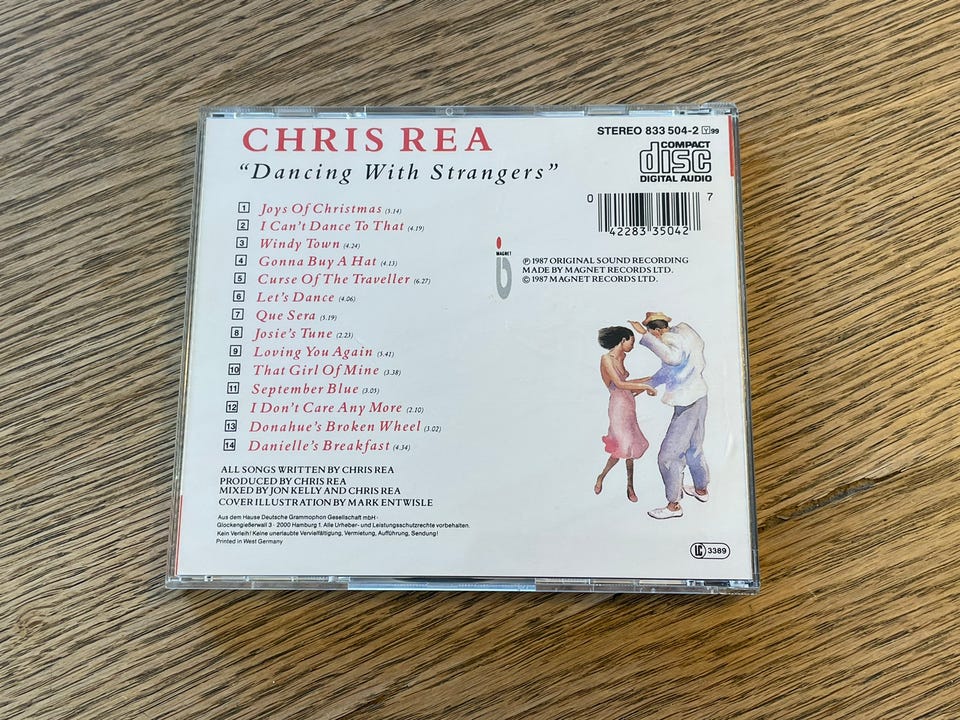 CHRIS REA
"Dancing With Strangers"
STEREO 833 504-2 Y 99
COMPACT
disc
DIGITAL AUDIO
0 42283 35042 7
1 Joys Of Christmas (5.14)
2 I Can't Dance To That (4.19)
3 Windy Town (4.24)
4 Gonna Buy A Hat (4.13)
5 Curse Of The Traveller (6.27)
6 Let's Dance (4.06)
7 Que Sera (5.19)
8 Josie's Tune (2.23)
9 Loving You Again (5.41)
10 That Girl Of Mine (3.38)
11 September Blue (3.05)
12 I Don't Care Any More (2.10)
13 Donahue's Broken Wheel (3.02)
14 Danielle's Breakfast (4.34)
MAGNET
℗ 1987 ORIGINAL SOUND RECORDING
MADE BY MAGNET RECORDS LTD.
© 1987 MAGNET RECORDS LTD.
ALL SONGS WRITTEN BY CHRIS REA
PRODUCED BY CHRIS REA
MIXED BY JON KELLY AND CHRIS REA
COVER ILLUSTRATION BY MARK ENTWISLE
Aus dem Hause Deutsche Grammophon Gesellschaft mbH ·
Glockengießerwall 3 · 2000 Hamburg 1. Alle Urheber- und Leistungsschutzrechte vorbehalten.
Kein Verleih! Keine unerlaubte Vervielfältigung, Vermietung, Aufführung, Sendung!
Printed in West Germany
LC 3389